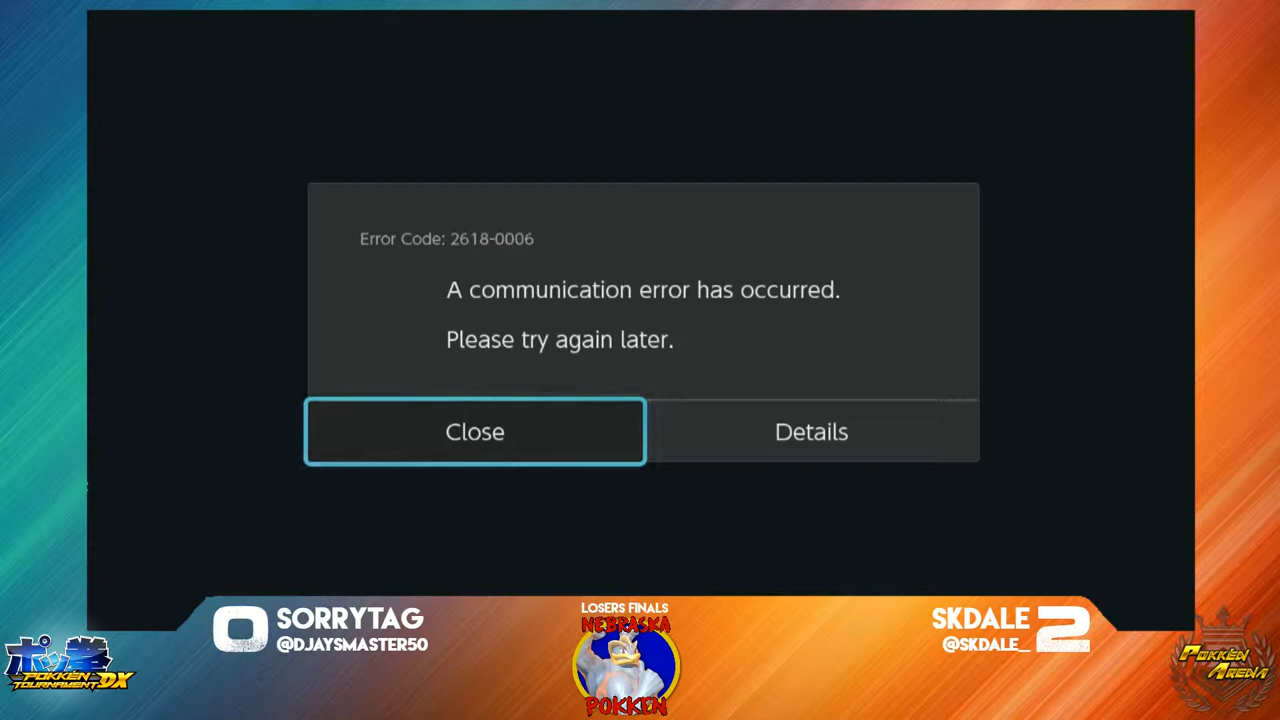 Error Code: 2618-0006
A communication error has occurred.
Please try again later.
Close
Details
0 SORRYTAG
@DJAYSMASTER50
LOSERS FINALS
NEBRASKA
POKKEN
SKDALE 2
@SKDALE_
ポッ拳
POKKÉN
TOURNAMENT DX
POKKÉN
ARENA